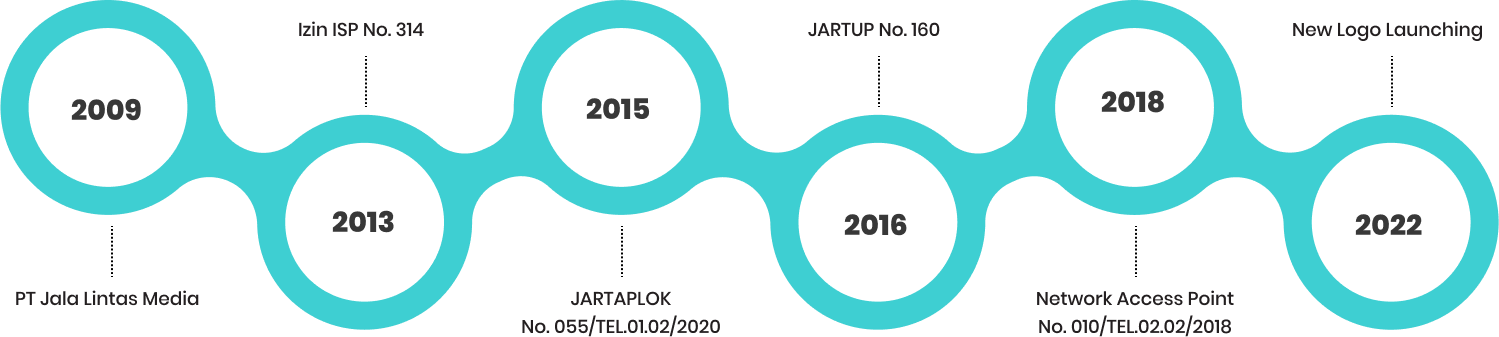 2009
PT Jala Lintas Media
Izin ISP No. 314
2013
2015
JARTAPLOK
No. 055/TEL.01.02/2020
JARTUP No. 160
2016
2018
Network Access Point
No. 010/TEL.02.02/2018
New Logo Launching
2022